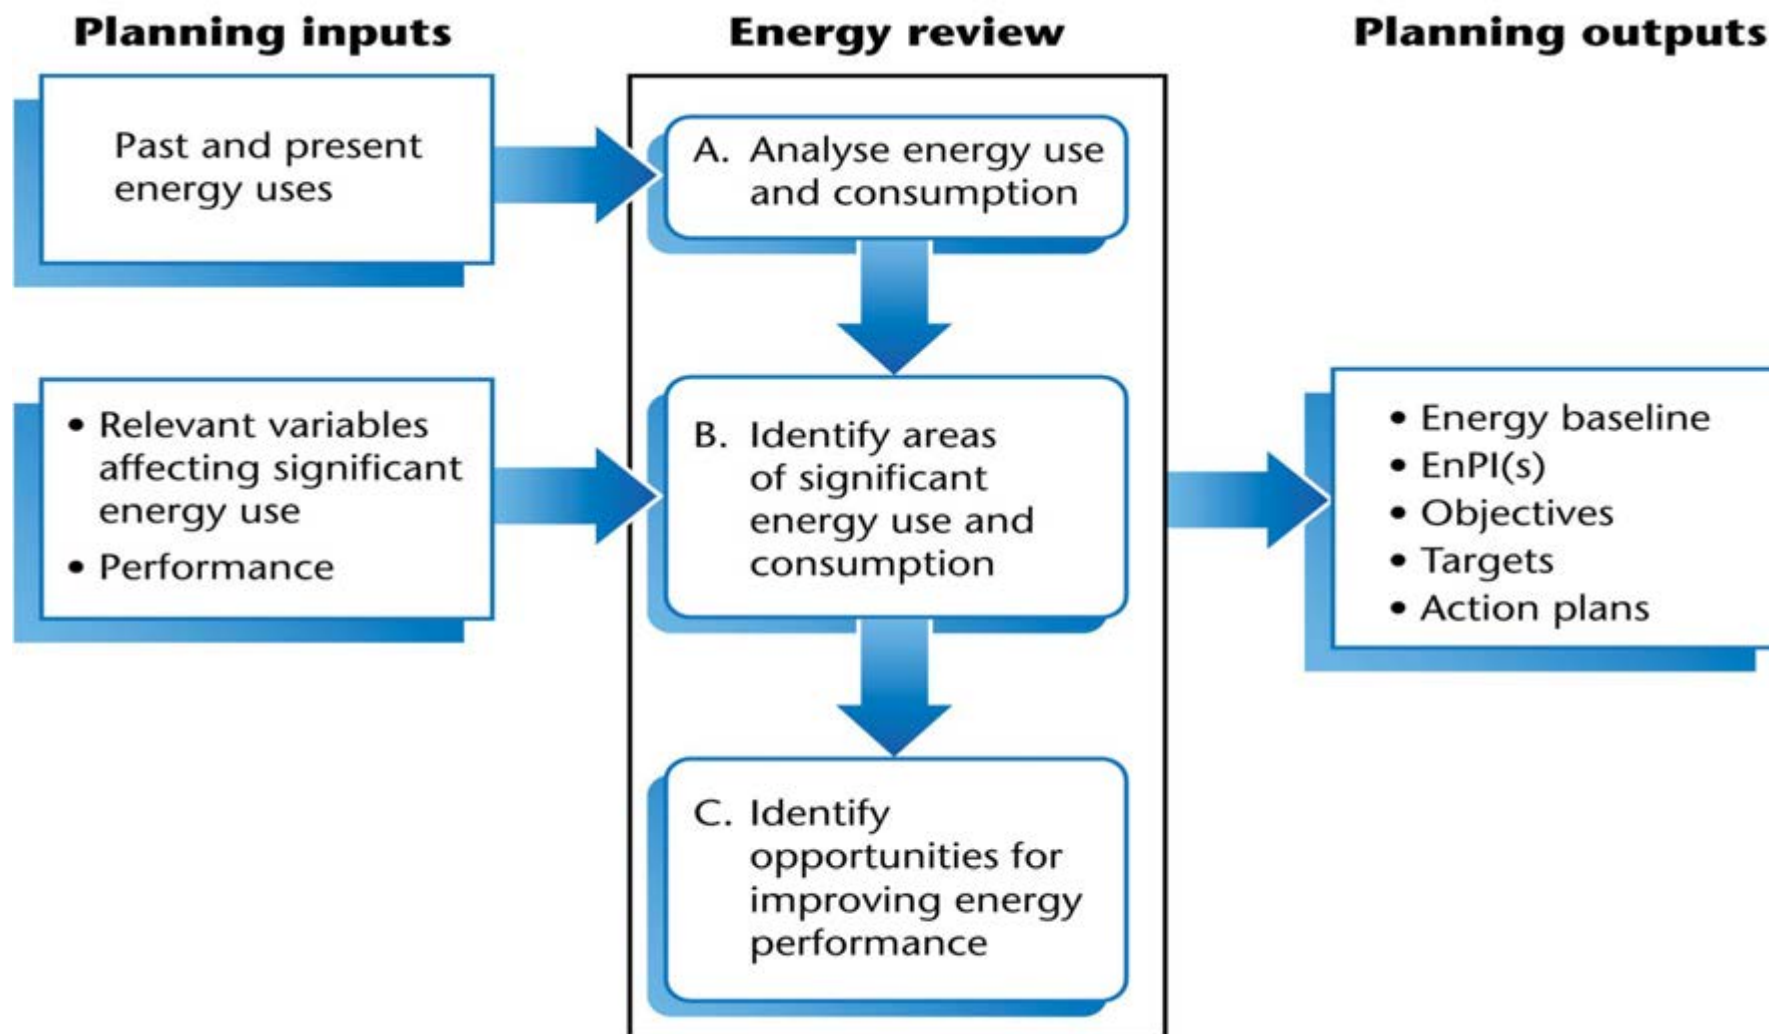 Planning inputs
Past and present
energy uses
• Relevant variables
affecting significant
energy use
• Performance
Energy review
A. Analyse energy use
and consumption
B. Identify areas
of significant
energy use and
consumption
C. Identify
opportunities for
improving energy
performance
Planning outputs
• Energy baseline
• EnPI(s)
• Objectives
• Targets
• Action plans